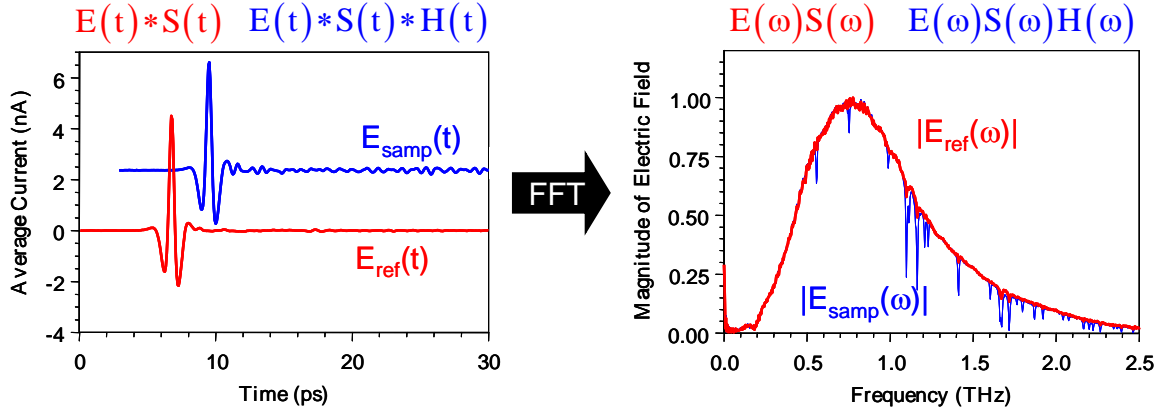 E(t)∗S(t) E(t)∗S(t)∗H(t)
Average Current (nA)
6
4
2
0
-2
-4
E_samp(t)
E_ref(t)
0 10 20 30
Time (ps)
FFT
E(ω)S(ω) E(ω)S(ω)H(ω)
Magnitude of Electric Field
1.00
0.75
0.50
0.25
0.00
|E_ref(ω)|
|E_samp(ω)|
0.0 0.5 1.0 1.5 2.0 2.5
Frequency (THz)